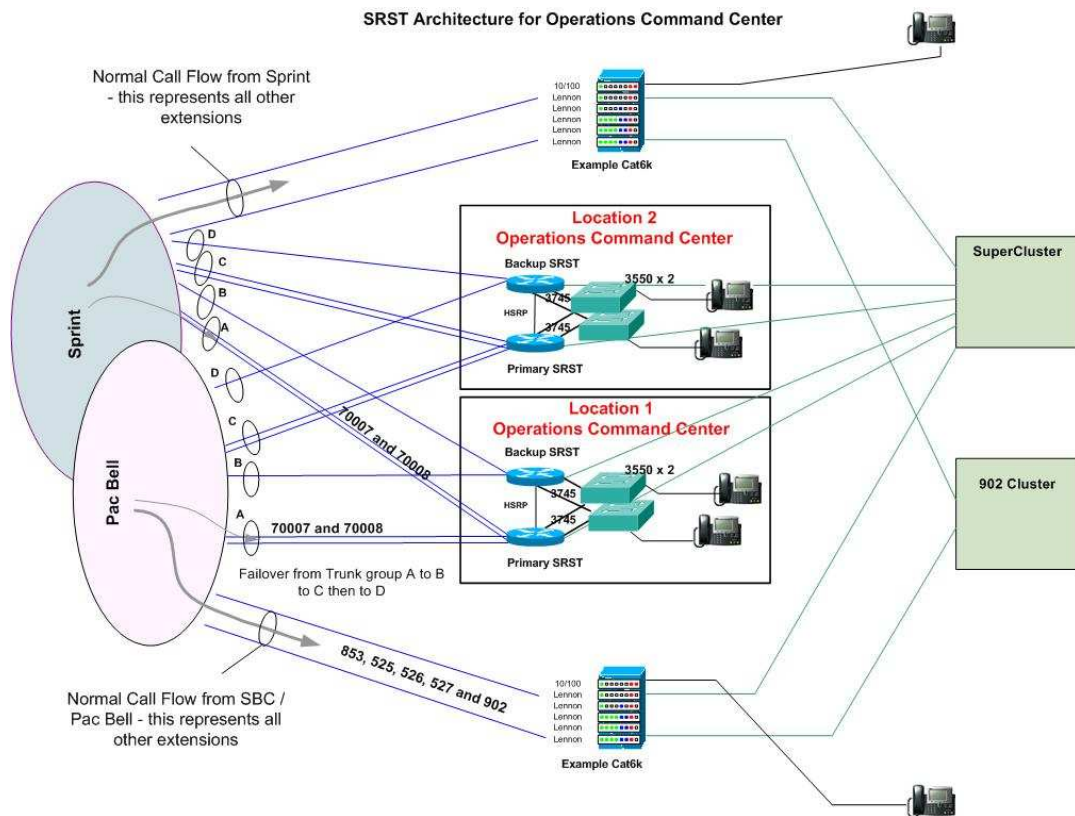 SRST Architecture for Operations Command Center
Normal Call Flow from Sprint
- this represents all other
extensions
10/100
Lennon
Lennon
Lennon
Lennon
Lennon
Example Cat6k
Sprint
D
C
B
A
Location 2
Operations Command Center
Backup SRST
3550 x 2
3745
HSRP
3745
Primary SRST
SuperCluster
Pac Bell
D
C
B
A
70007 and 70008
70007 and 70008
Location 1
Operations Command Center
Backup SRST
3550 x 2
3745
HSRP
3745
Primary SRST
902 Cluster
Failover from Trunk group A to B
to C then to D
853, 525, 526, 527 and 902
Normal Call Flow from SBC /
Pac Bell - this represents all
other extensions
10/100
Lennon
Lennon
Lennon
Lennon
Lennon
Example Cat6k